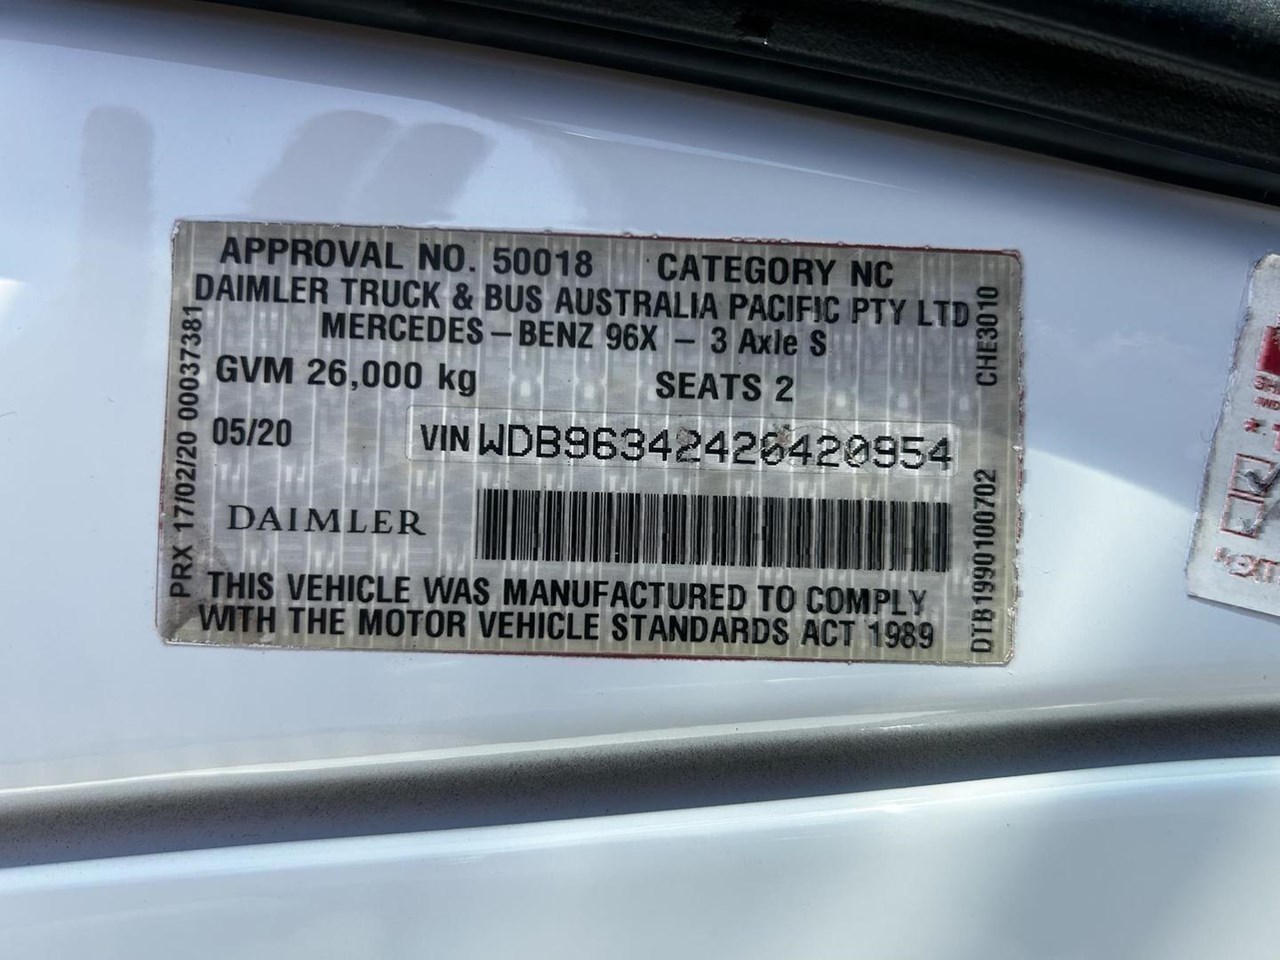 APPROVAL NO. 50018 CATEGORY NC
DAIMLER TRUCK & BUS AUSTRALIA PACIFIC PTY LTD
MERCEDES-BENZ 96X - 3 Axle S
GVM 26,000 kg SEATS 2
05/20 VIN WDB96342420420954
DAIMLER
THIS VEHICLE WAS MANUFACTURED TO COMPLY
WITH THE MOTOR VEHICLE STANDARDS ACT 1989
PRX 17/02/20 00037381
DTB1990100702 CHE3010